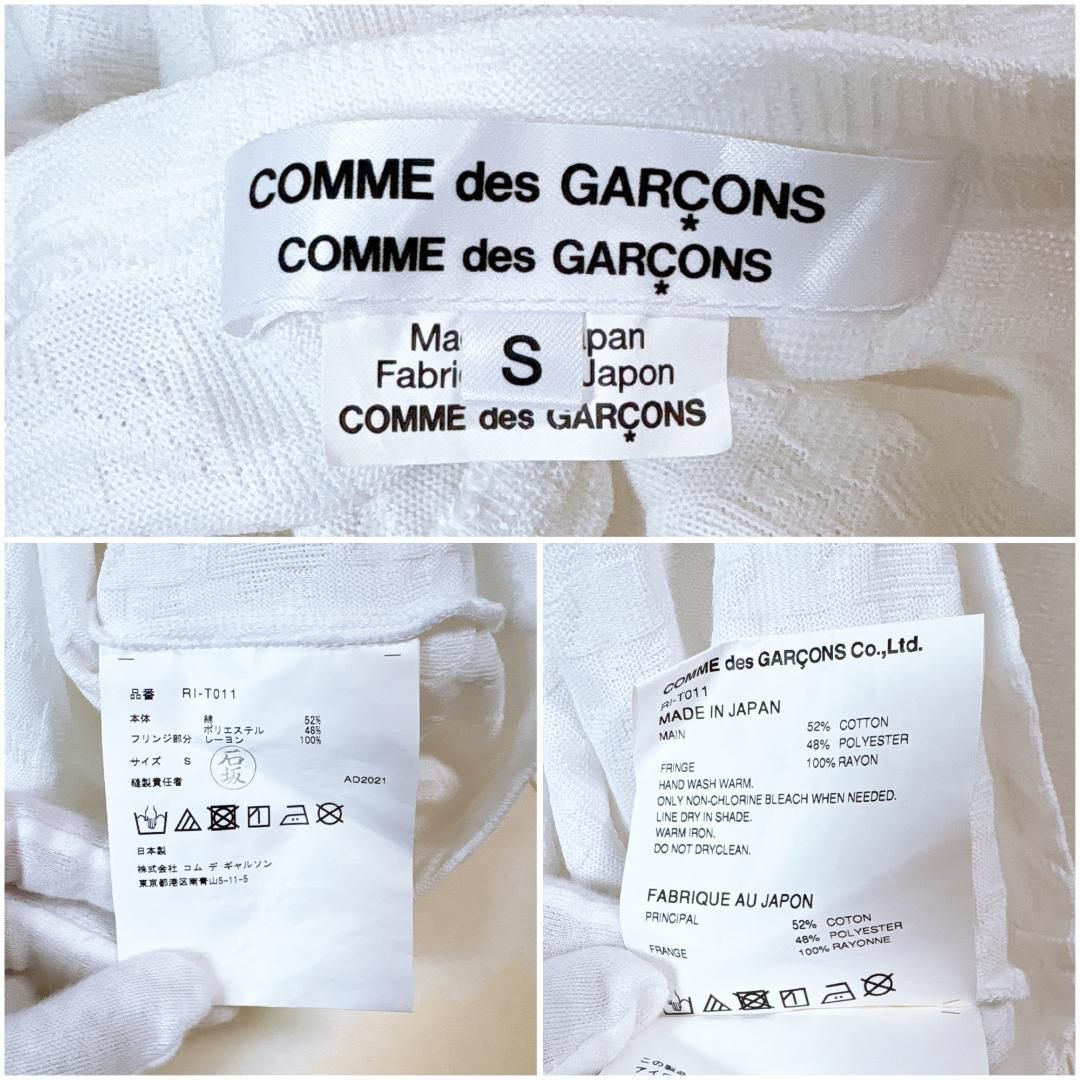 COMME des GARÇONS
COMME des GARÇONS
Ma S pan
Fabri Japon
COMME des GARÇONS
品番 RI-T011
本体 綿 52%
ポリエステル 48%
フリンジ部分 レーヨン 100%
サイズ S
石坂
縫製責任者 AD2021
日本製
株式会社 コム デ ギャルソン
東京都港区南青山5-11-5
COMME des GARÇONS Co.,Ltd.
RI-T011
MADE IN JAPAN
MAIN 52% COTTON
48% POLYESTER
FRINGE 100% RAYON
HAND WASH WARM.
ONLY NON-CHLORINE BLEACH WHEN NEEDED.
LINE DRY IN SHADE.
WARM IRON.
DO NOT DRYCLEAN.
FABRIQUE AU JAPON
PRINCIPAL 52% COTON
48% POLYESTER
FRANGE 100% RAYONNE
この製